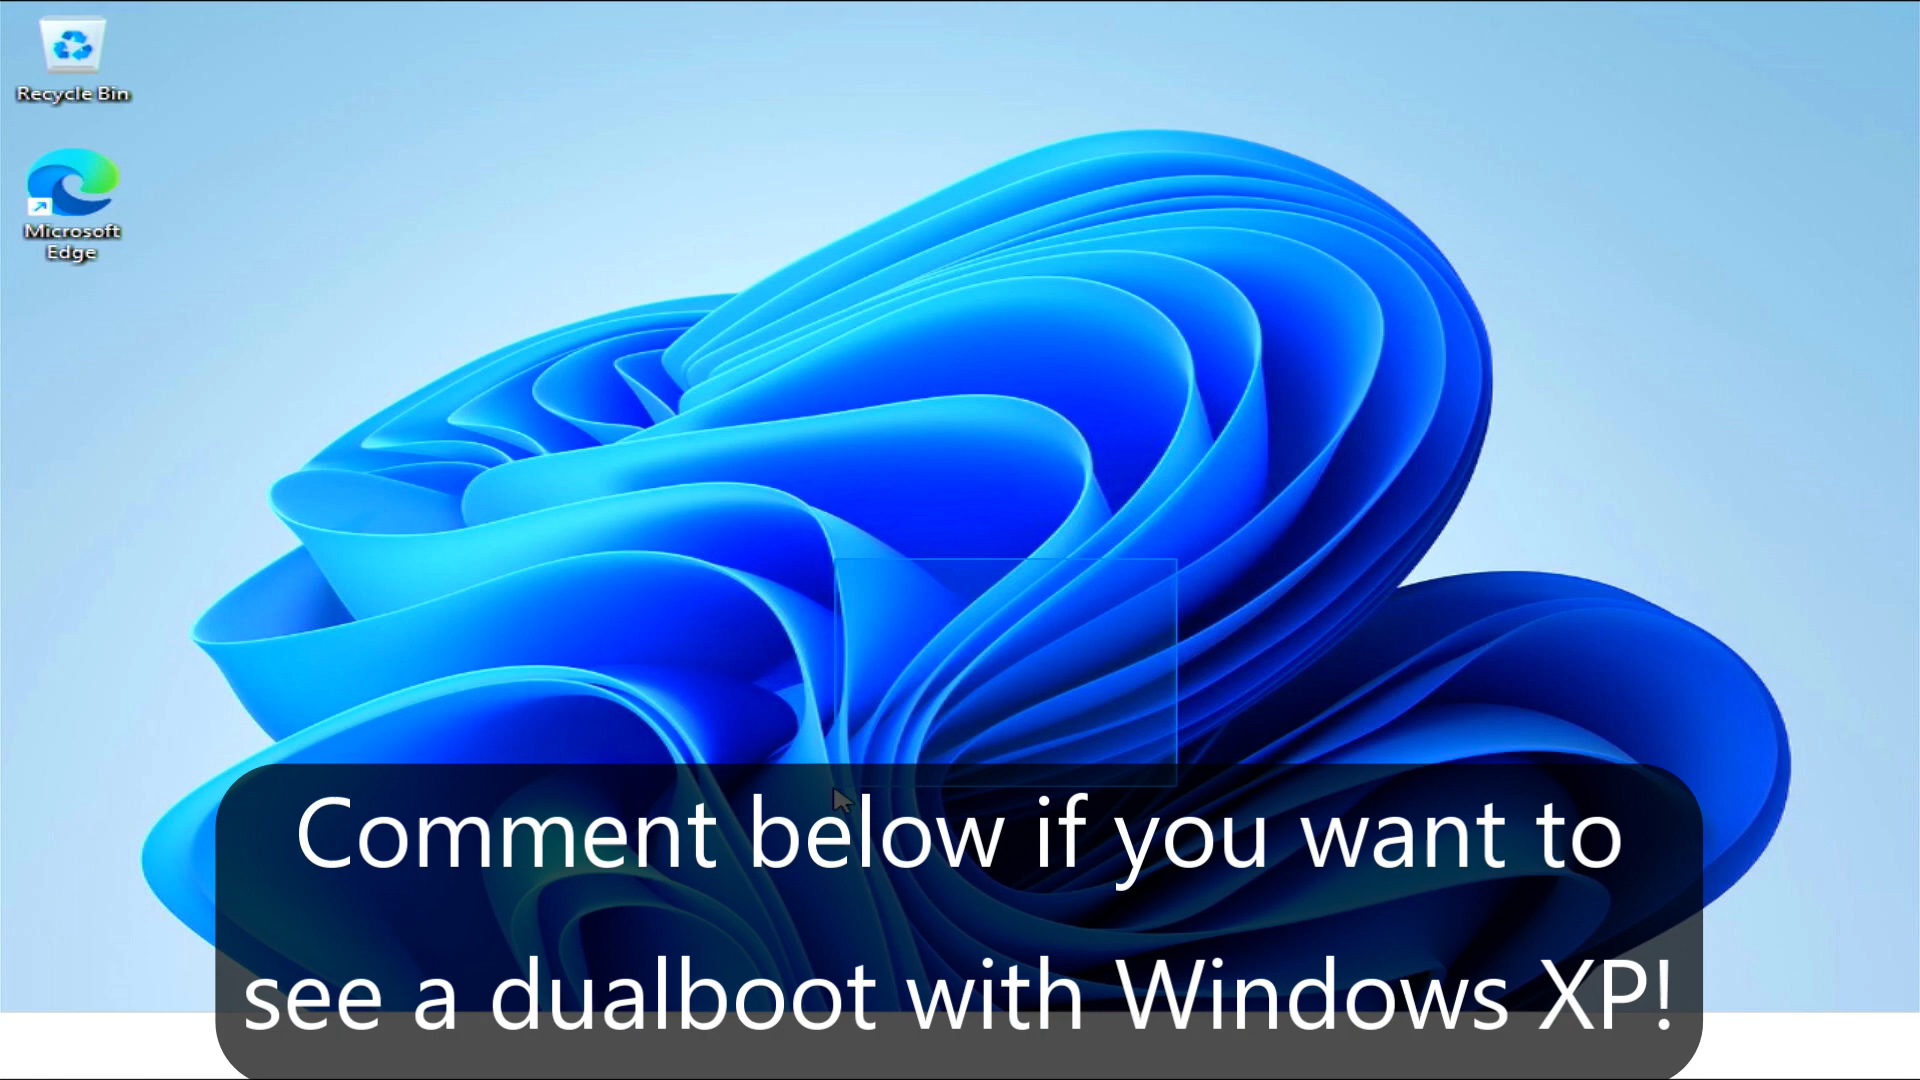 Recycle Bin
Microsoft
Edge
Comment below if you want to
see a dualboot with Windows XP!